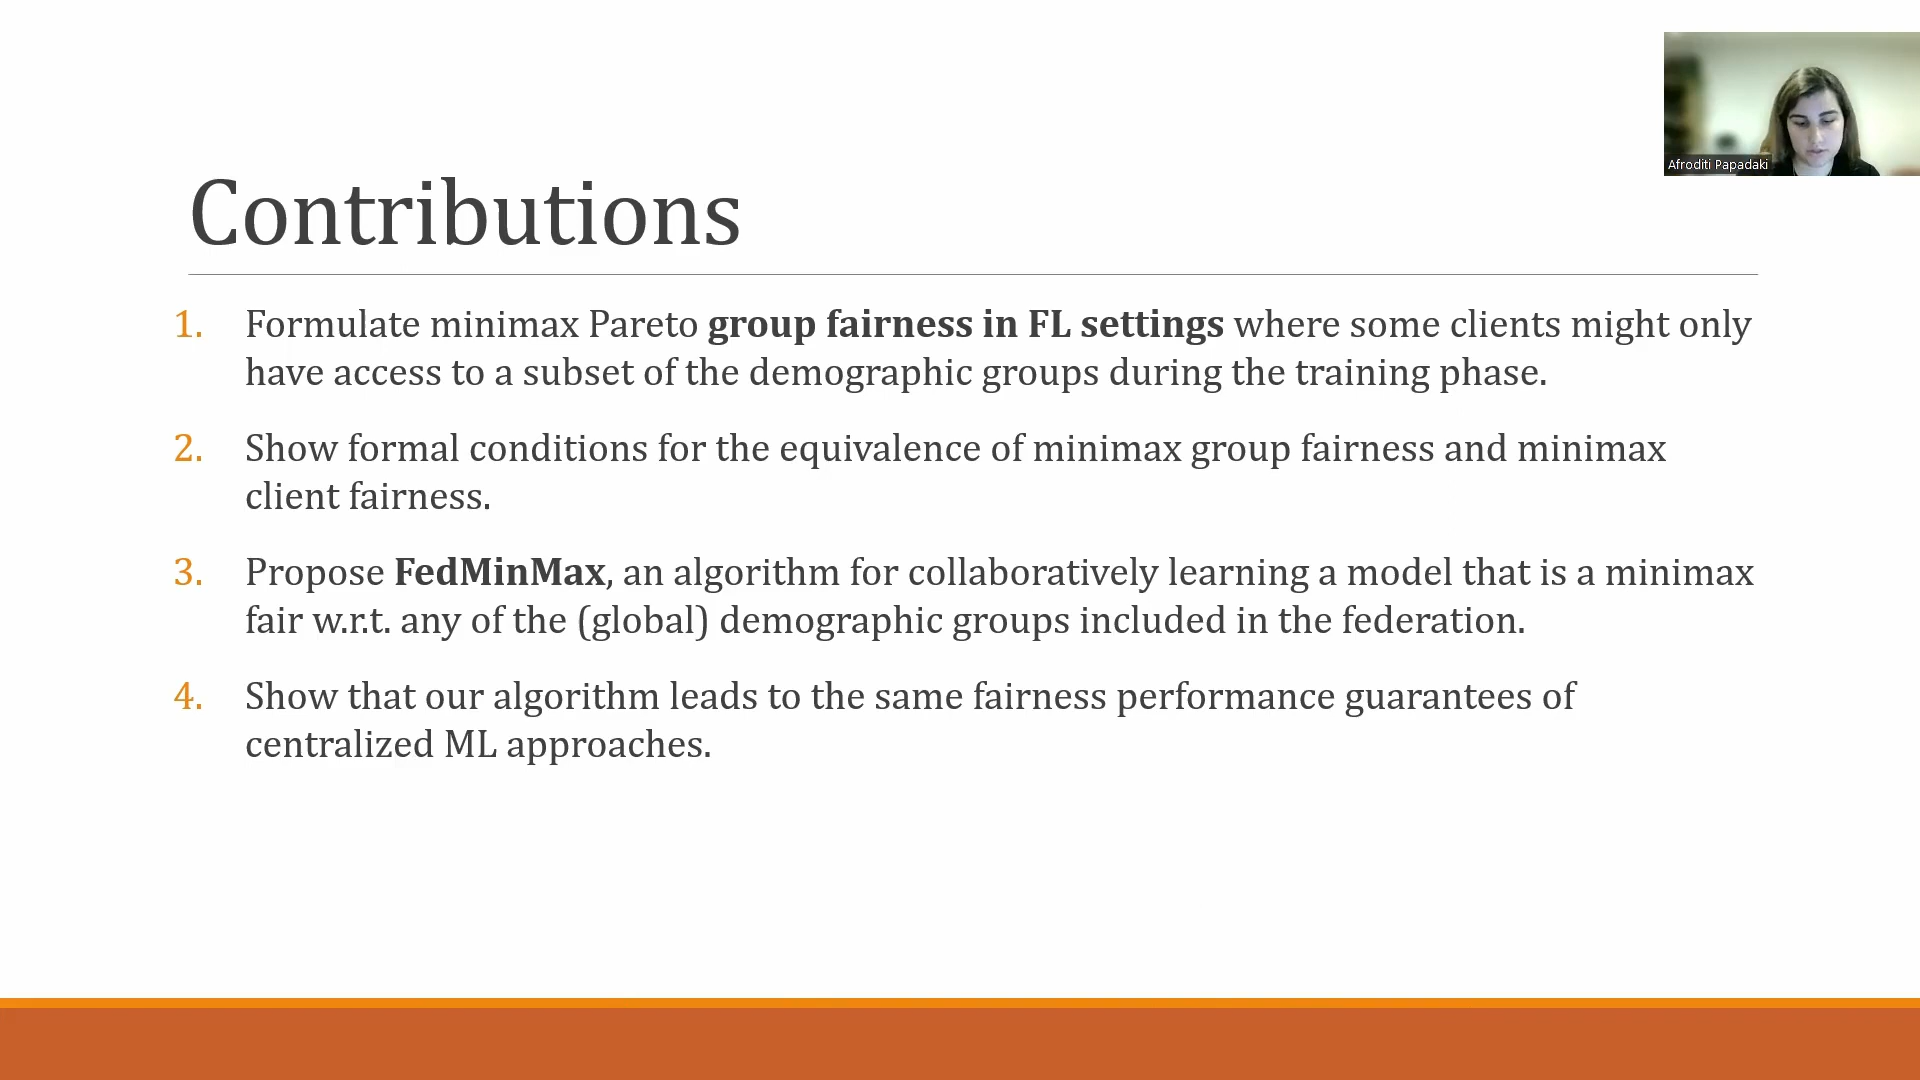 Afroditi Papadaki
Contributions
1. Formulate minimax Pareto group fairness in FL settings where some clients might only
have access to a subset of the demographic groups during the training phase.
2. Show formal conditions for the equivalence of minimax group fairness and minimax
client fairness.
3. Propose FedMinMax, an algorithm for collaboratively learning a model that is a minimax
fair w.r.t. any of the (global) demographic groups included in the federation.
4. Show that our algorithm leads to the same fairness performance guarantees of
centralized ML approaches.